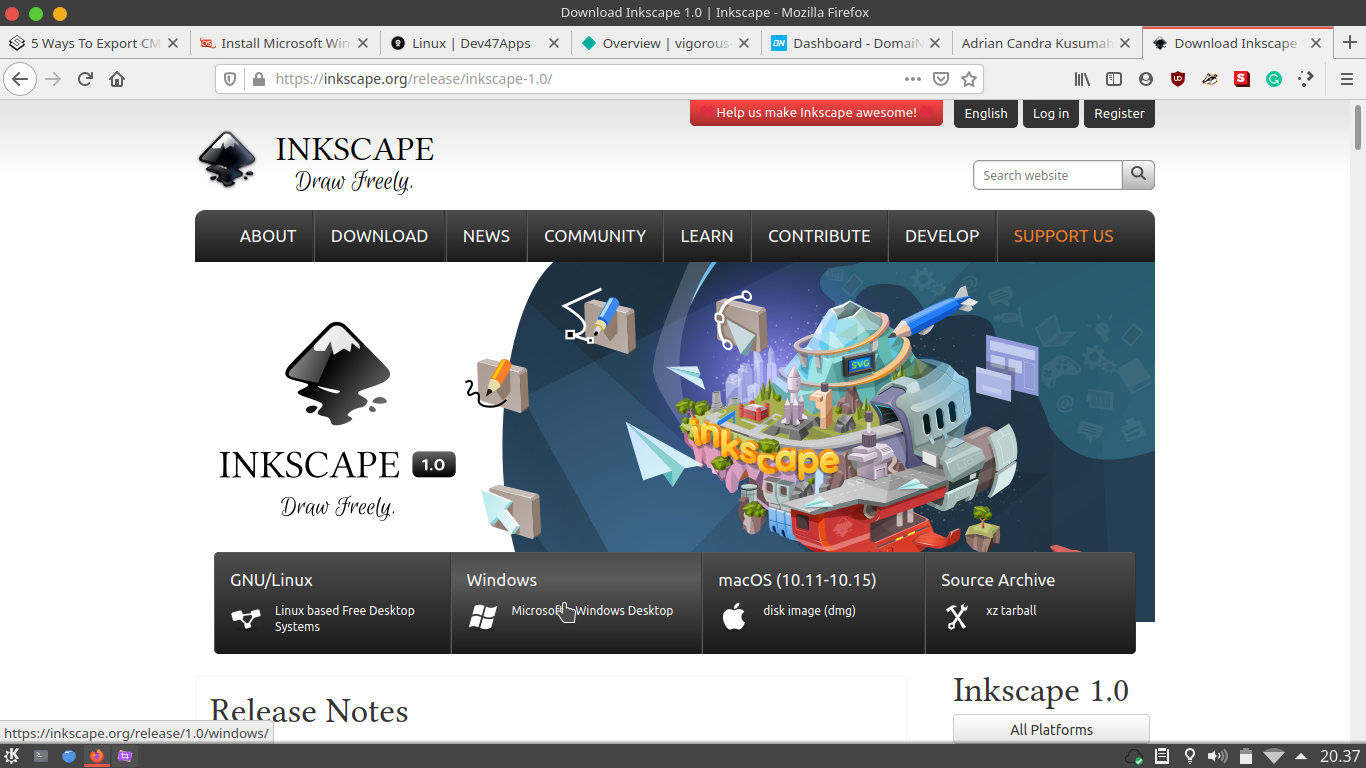 Download Inkscape 1.0 | Inkscape - Mozilla Firefox
5 Ways To Export CM
Install Microsoft Win
Linux | Dev47Apps
Overview | vigorous-
Dashboard - DomaiN
Adrian Candra Kusumah
Download Inkscape
https://inkscape.org/release/inkscape-1.0/
Help us make Inkscape awesome!
English
Log in
Register
INKSCAPE
Draw Freely.
Search website
ABOUT
DOWNLOAD
NEWS
COMMUNITY
LEARN
CONTRIBUTE
DEVELOP
SUPPORT US
SVG
inkscape
INKSCAPE 1.0
Draw Freely.
GNU/Linux
Linux based Free Desktop
Systems
Windows
Microsoft Windows Desktop
macOS (10.11-10.15)
disk image (dmg)
Source Archive
xz tarball
Release Notes
Inkscape 1.0
All Platforms
https://inkscape.org/release/1.0/windows/
20.37